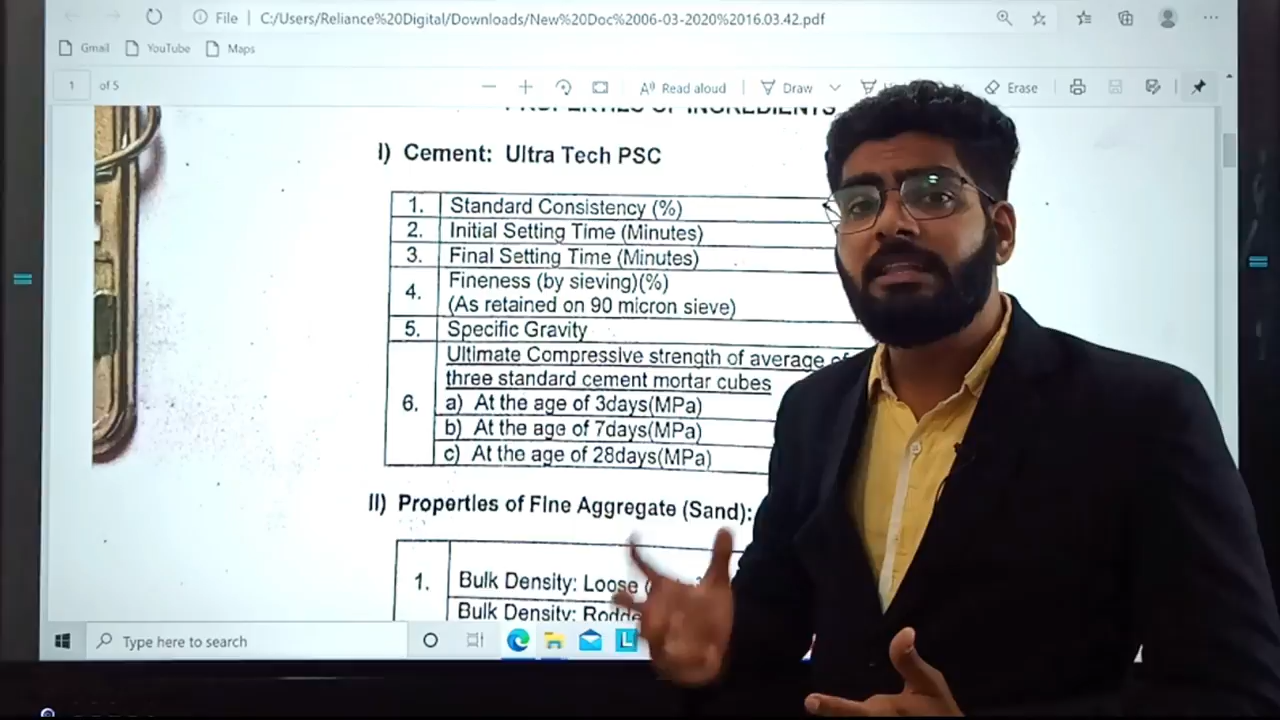 File | C:/Users/Reliance%20Digital/Downloads/New%20Doc%2006-03-2020%2016.03.42.pdf
Gmail YouTube Maps
1 of 5 Read aloud Draw Erase
PROPERTIES OF INGREDIENTS
I) Cement: Ultra Tech PSC
1. Standard Consistency (%)
2. Initial Setting Time (Minutes)
3. Final Setting Time (Minutes)
4. Fineness (by sieving)(%)
(As retained on 90 micron sieve)
5. Specific Gravity
Ultimate Compressive strength of average of
three standard cement mortar cubes
6. a) At the age of 3days(MPa)
b) At the age of 7days(MPa)
c) At the age of 28days(MPa)
II) Properties of Fine Aggregate (Sand):
1. Bulk Density: Loose
Bulk Density:
Type here to search